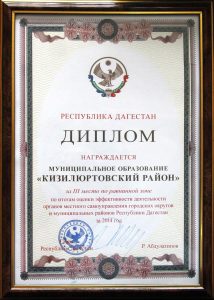 РЕСПУБЛИКА ДАГЕСТАН
ДИПЛОМ
НАГРАЖДАЕТСЯ
МУНИЦИПАЛЬНОЕ ОБРАЗОВАНИЕ
«КИЗИЛЮРТОВСКИЙ РАЙОН»
за III место по равнинной зоне
по итогам оценки эффективности деятельности
органов местного самоуправления городских округов
и муниципальных районов Республики Дагестан
за 2014 год
Р. Абдулатипов